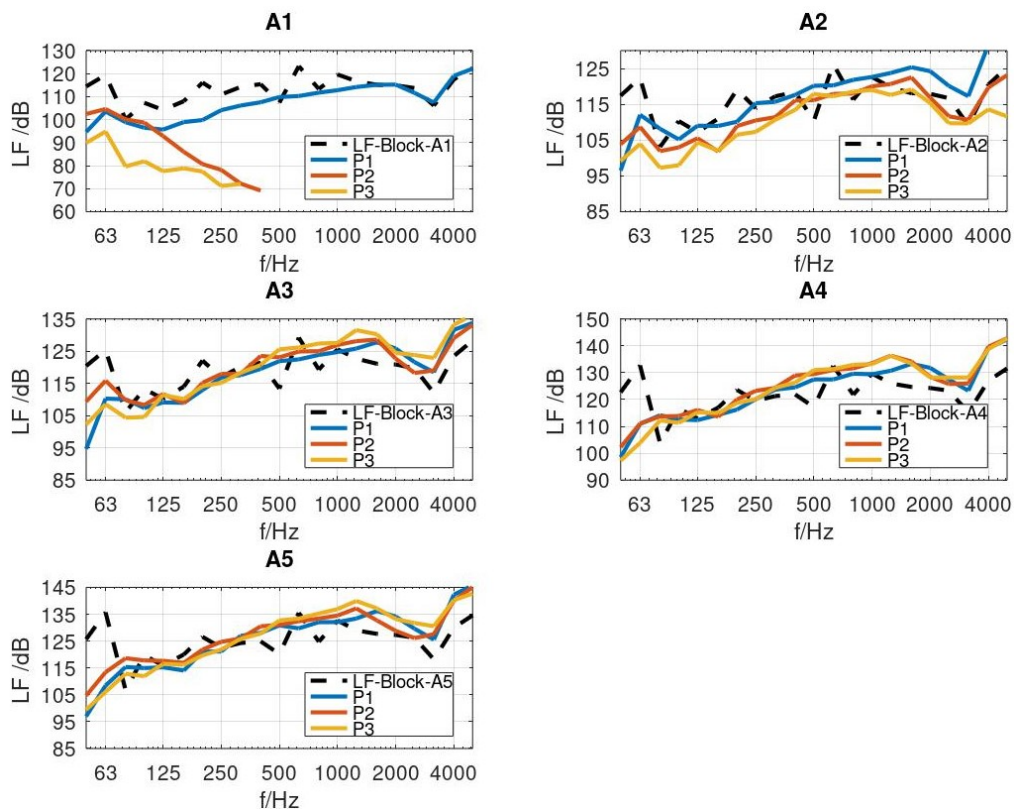 A1
130
120
110
100
90
80
70
60
LF /dB
LF-Block-A1
P1
P2
P3
63 125 250 500 1000 2000 4000
f/Hz
A2
125
115
105
95
85
LF /dB
LF-Block-A2
P1
P2
P3
63 125 250 500 1000 2000 4000
f/Hz
A3
135
125
115
105
95
85
LF /dB
LF-Block-A3
P1
P2
P3
63 125 250 500 1000 2000 4000
f/Hz
A4
150
140
130
120
110
100
90
LF /dB
LF-Block-A4
P1
P2
P3
63 125 250 500 1000 2000 4000
f/Hz
A5
145
135
125
115
105
95
85
LF /dB
LF-Block-A5
P1
P2
P3
63 125 250 500 1000 2000 4000
f/Hz